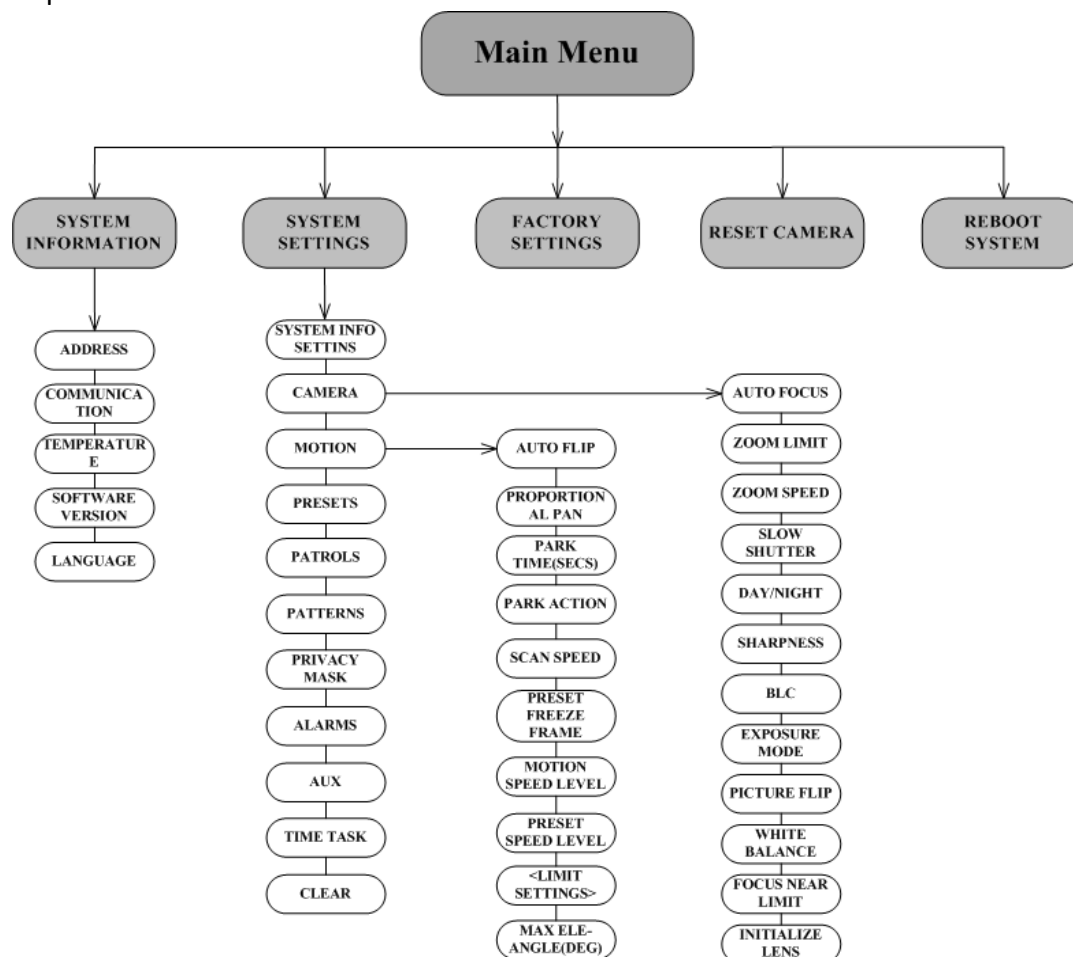 Main Menu
SYSTEM
INFORMATION
SYSTEM
SETTINGS
FACTORY
SETTINGS
RESET CAMERA
REBOOT
SYSTEM
ADDRESS
COMMUNICA
TION
TEMPERATUR
E
SOFTWARE
VERSION
LANGUAGE
SYSTEM INFO
SETTINS
CAMERA
MOTION
PRESETS
PATROLS
PATTERNS
PRIVACY
MASK
ALARMS
AUX
TIME TASK
CLEAR
AUTO FLIP
PROPORTION
AL PAN
PARK
TIME(SECS)
PARK ACTION
SCAN SPEED
PRESET
FREEZE
FRAME
MOTION
SPEED LEVEL
PRESET
SPEED LEVEL
<LIMIT
SETTINGS>
MAX ELE-
ANGLE(DEG)
AUTO FOCUS
ZOOM LIMIT
ZOOM SPEED
SLOW
SHUTTER
DAY/NIGHT
SHARPNESS
BLC
EXPOSURE
MODE
PICTURE FLIP
WHITE
BALANCE
FOCUS NEAR
LIMIT
INITIALIZE
LENS